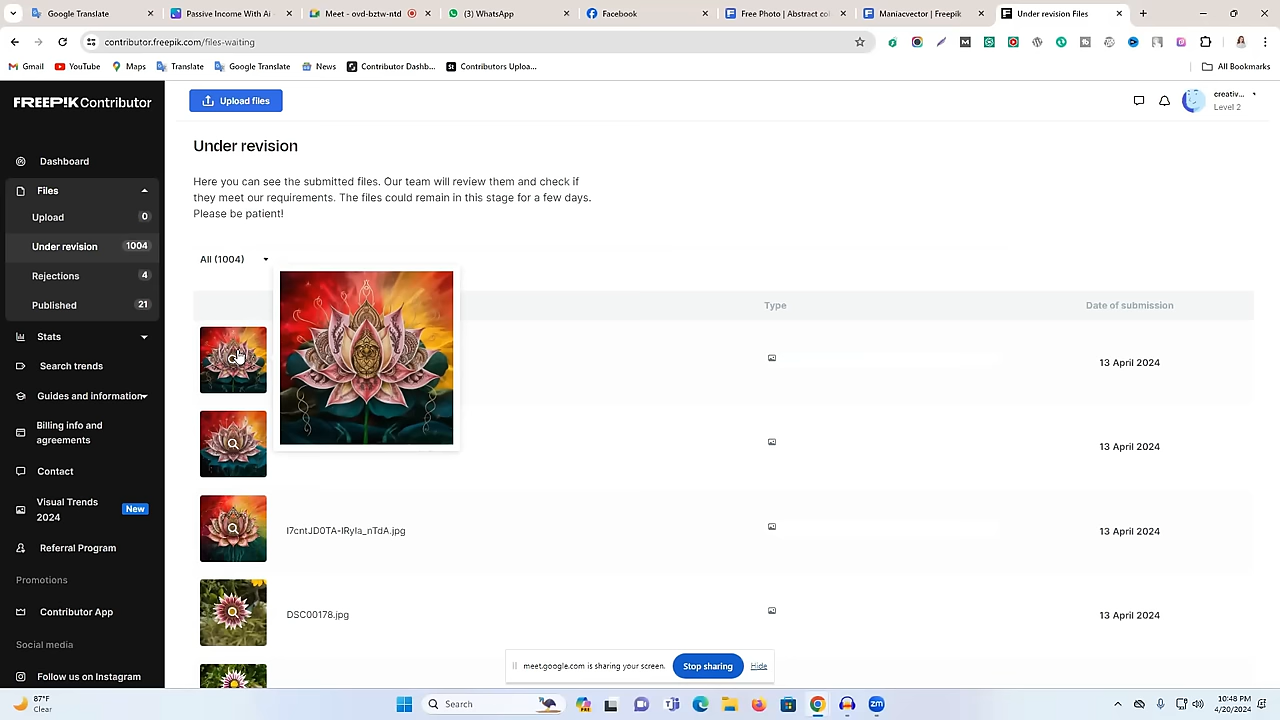 Google Translate
Passive Income With Ai
Meet - ovd-bztw-ntd
(3) WhatsApp
Facebook
Free Photo | Abstract col
Maniacvector | Freepik
Under revision Files
contributor.freepik.com/files-waiting
Gmail
YouTube
Maps
Translate
Google Translate
News
Contributor Dashb...
Contributors Uploa...
All Bookmarks
FREEP!K Contributor
Upload files
creativ...
Level 2
Dashboard
Files
Upload 0
Under revision 1004
Rejections 4
Published 21
Stats
Search trends
Guides and information
Billing info and
agreements
Contact
Visual Trends
2024
New
Referral Program
Promotions
Contributor App
Social media
Follow us on Instagram
Under revision
Here you can see the submitted files. Our team will review them and check if
they meet our requirements. The files could remain in this stage for a few days.
Please be patient!
All (1004)
Type
Date of submission
13 April 2024
13 April 2024
13 April 2024
DSC00178.jpg
13 April 2024
meet.google.com is sharing your screen.
Stop sharing
Hide
87°F
Clear
Search
10:48 PM
4/20/2024